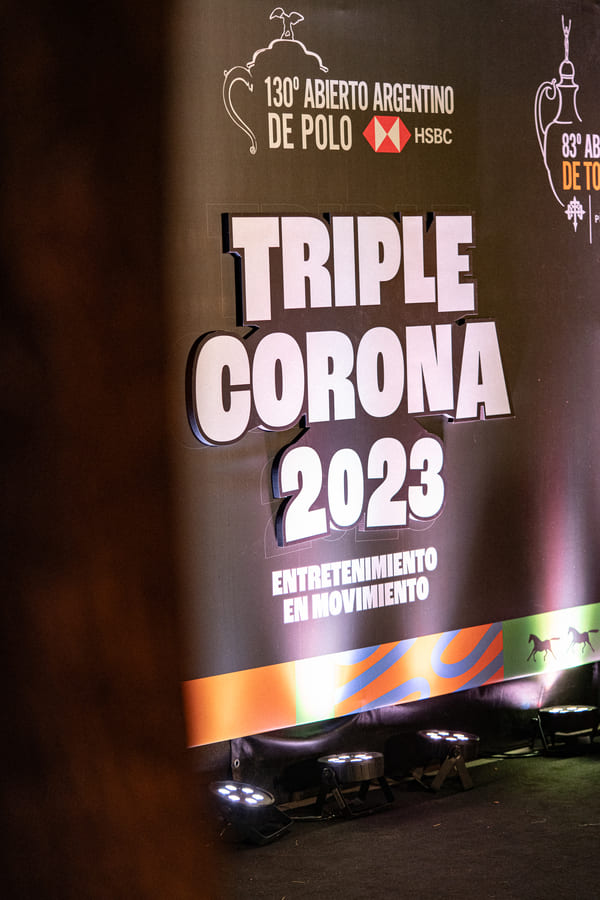 130º ABIERTO ARGENTINO
DE POLO HSBC
83º AB
DE TO
TRIPLE
CORONA
2023
ENTRETENIMIENTO
EN MOVIMIENTO